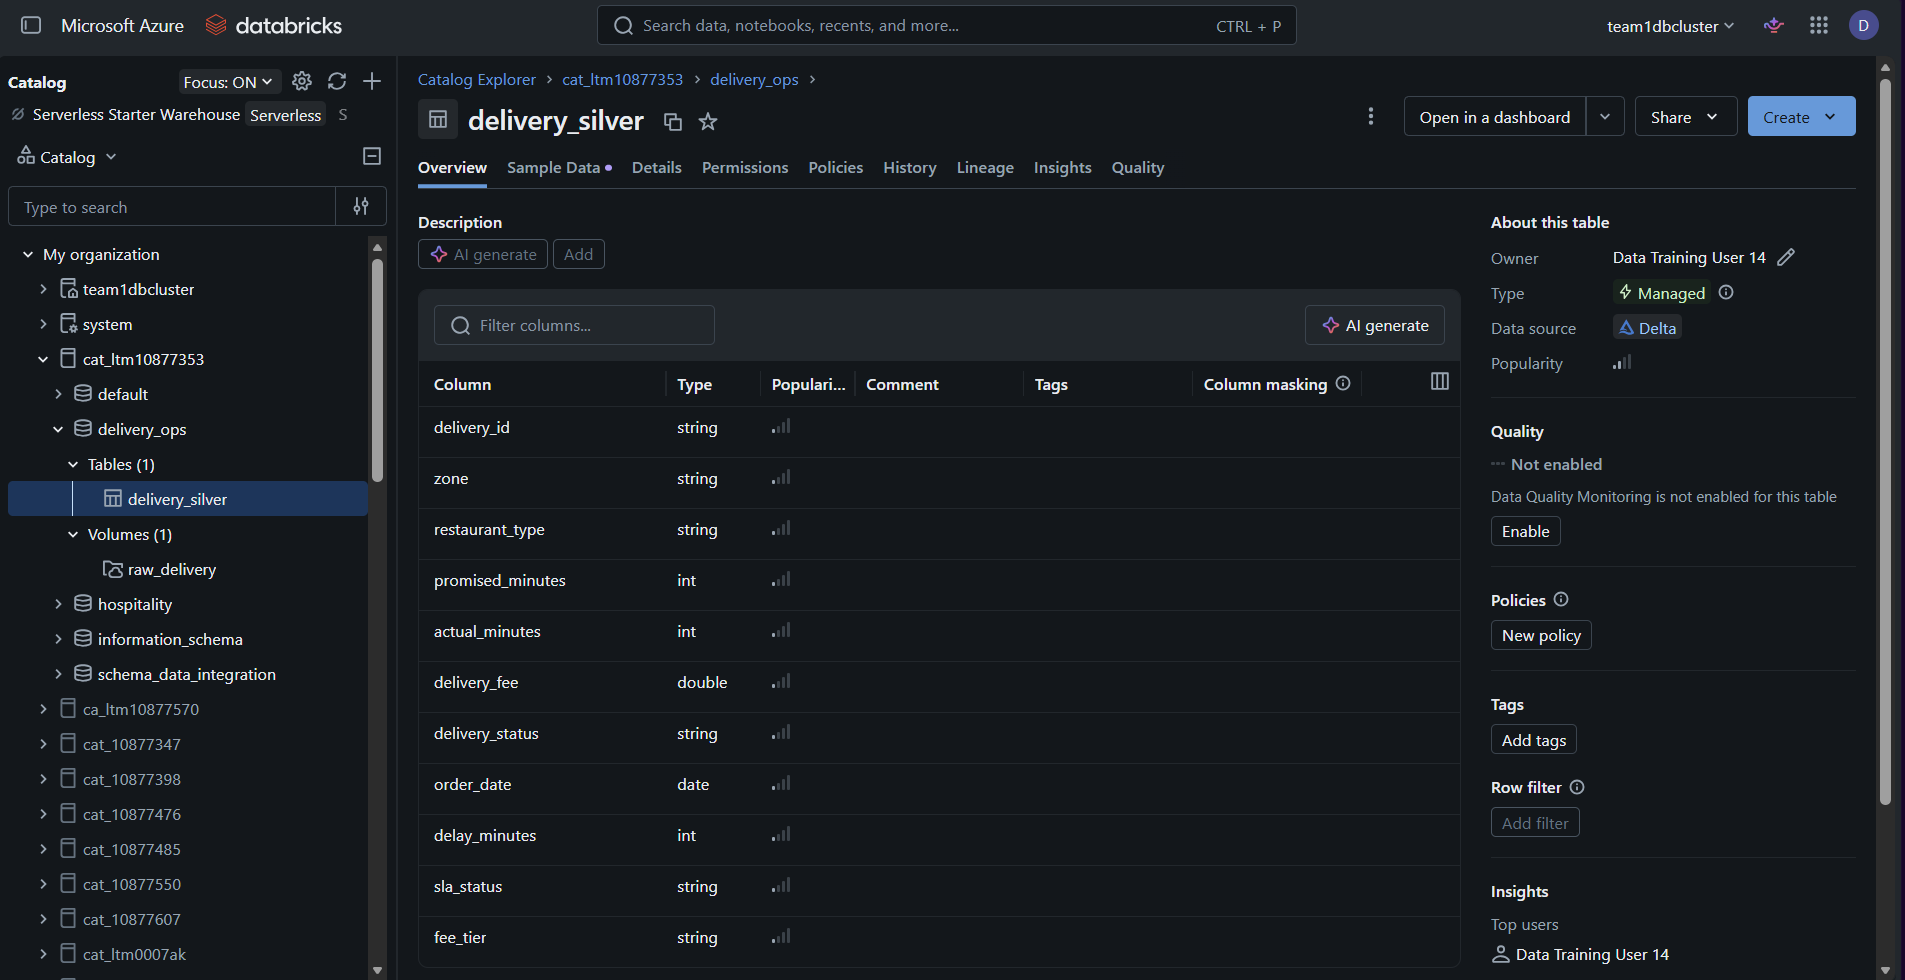 Microsoft Azure databricks
Search data, notebooks, recents, and more...
CTRL + P
team1dbcluster
D
Catalog
Focus: ON
Serverless Starter Warehouse Serverless S
Catalog
Type to search
My organization
team1dbcluster
system
cat_ltm10877353
default
delivery_ops
Tables (1)
delivery_silver
Volumes (1)
raw_delivery
hospitality
information_schema
schema_data_integration
ca_ltm10877570
cat_10877347
cat_10877398
cat_10877476
cat_10877485
cat_10877550
cat_10877607
cat_ltm0007ak
Catalog Explorer > cat_ltm10877353 > delivery_ops >
delivery_silver
Open in a dashboard
Share
Create
Overview Sample Data Details Permissions Policies History Lineage Insights Quality
Description
AI generate Add
Filter columns...
AI generate
Column Type Populari... Comment Tags Column masking
delivery_id string
zone string
restaurant_type string
promised_minutes int
actual_minutes int
delivery_fee double
delivery_status string
order_date date
delay_minutes int
sla_status string
fee_tier string
About this table
Owner Data Training User 14
Type Managed
Data source Delta
Popularity
Quality
Not enabled
Data Quality Monitoring is not enabled for this table
Enable
Policies
New policy
Tags
Add tags
Row filter
Add filter
Insights
Top users
Data Training User 14